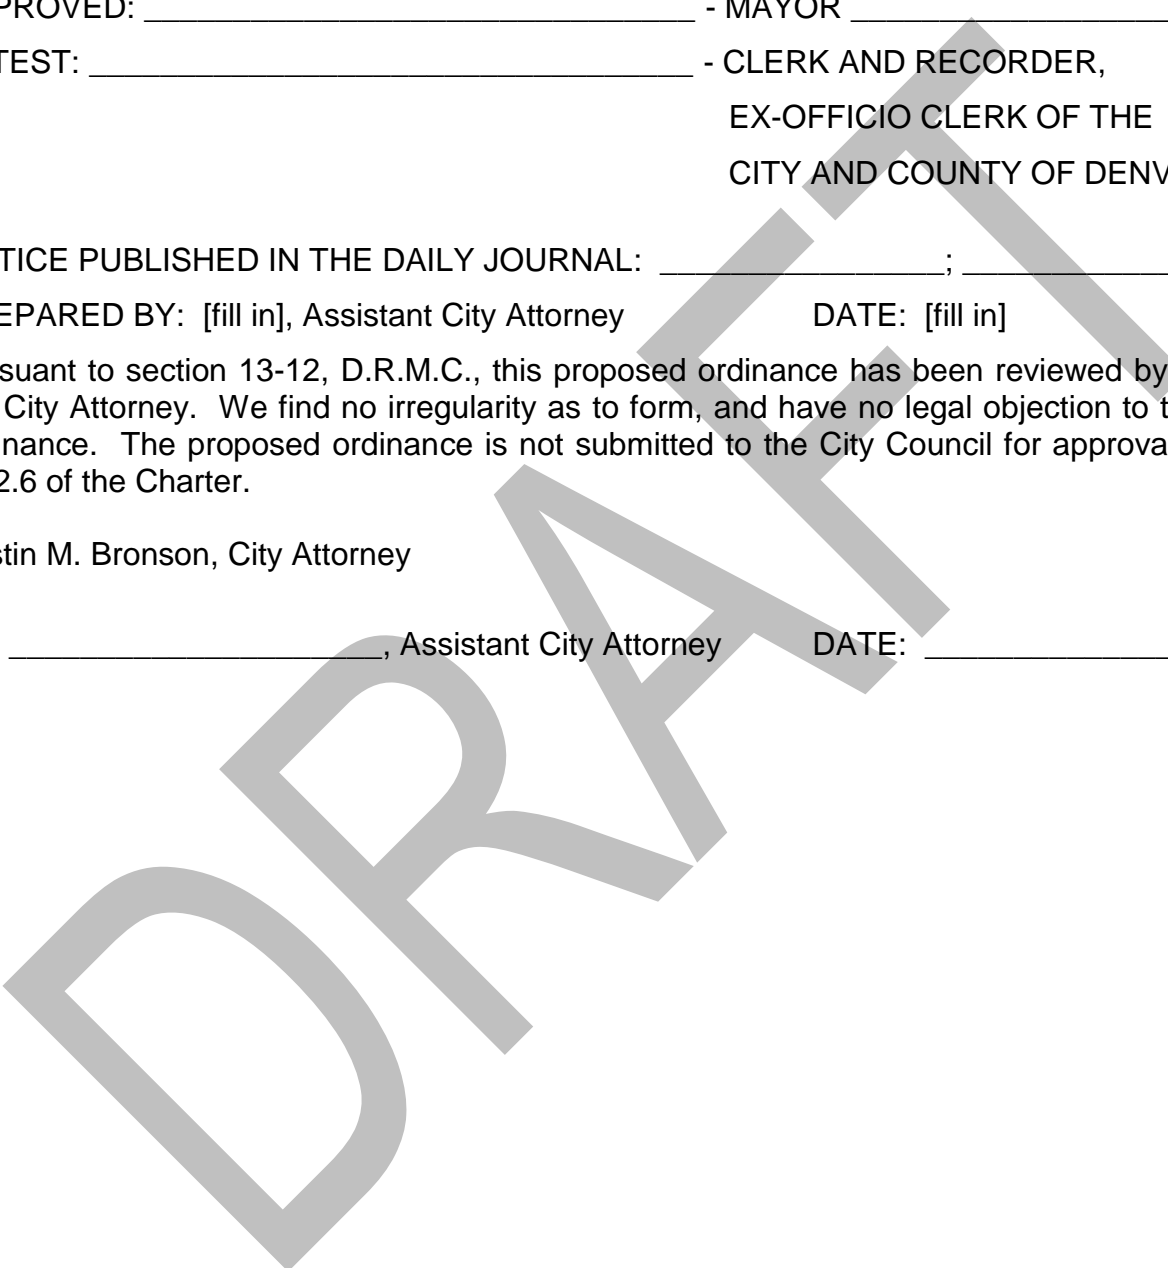 PROVED: _______________________________ - MAYOR __________________
TEST: __________________________________ - CLERK AND RECORDER,
EX-OFFICIO CLERK OF THE
CITY AND COUNTY OF DENV
TICE PUBLISHED IN THE DAILY JOURNAL: ________________; ____________
EPARED BY: [fill in], Assistant City Attorney DATE: [fill in]
suant to section 13-12, D.R.M.C., this proposed ordinance has been reviewed by
City Attorney. We find no irregularity as to form, and have no legal objection to t
nance. The proposed ordinance is not submitted to the City Council for approva
2.6 of the Charter.
stin M. Bronson, City Attorney
_____________________, Assistant City Attorney DATE: ______________
DRAFT